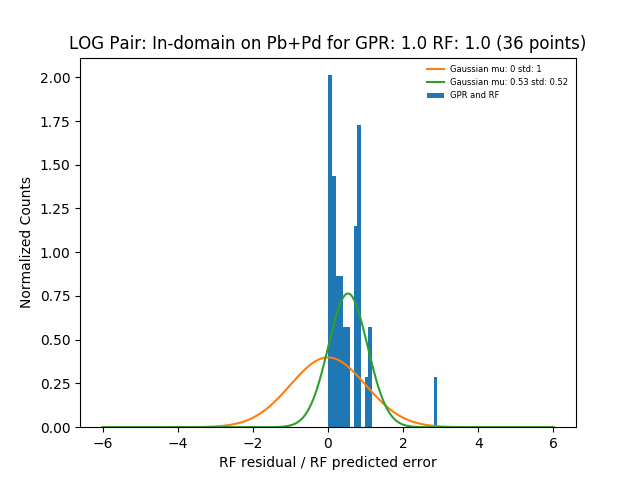 LOG Pair: In-domain on Pb+Pd for GPR: 1.0 RF: 1.0 (36 points)
Gaussian mu: 0 std: 1
Gaussian mu: 0.53 std: 0.52
GPR and RF
Normalized Counts
2.00
1.75
1.50
1.25
1.00
0.75
0.50
0.25
0.00
−6 −4 −2 0 2 4 6
RF residual / RF predicted error